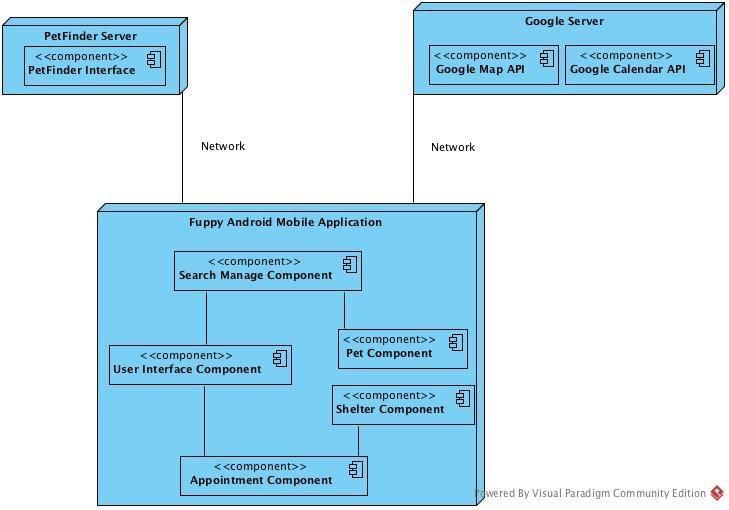 PetFinder Server
<<component>>
PetFinder Interface
Google Server
<<component>>
Google Map API
<<component>>
Google Calendar API
Network
Network
Fuppy Android Mobile Application
<<component>>
Search Manage Component
<<component>>
Pet Component
<<component>>
User Interface Component
<<component>>
Shelter Component
<<component>>
Appointment Component
Powered By Visual Paradigm Community Edition